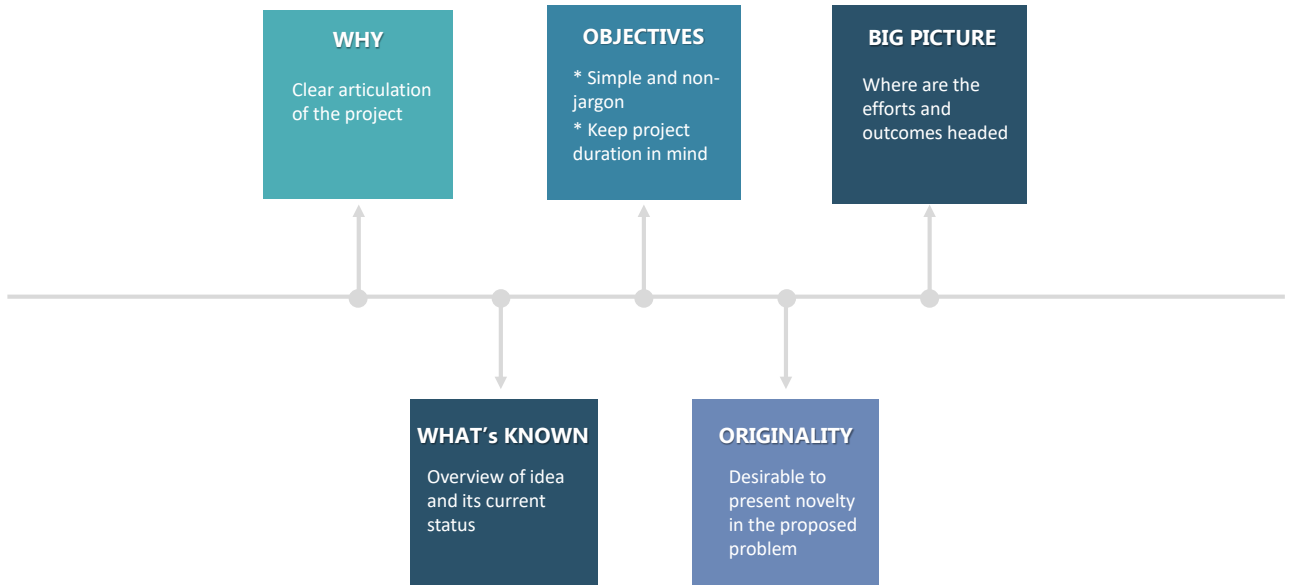 WHY
Clear articulation
of the project
OBJECTIVES
* Simple and non-
jargon
* Keep project
duration in mind
BIG PICTURE
Where are the
efforts and
outcomes headed
WHAT’s KNOWN
Overview of idea
and its current
status
ORIGINALITY
Desirable to
present novelty
in the proposed
problem